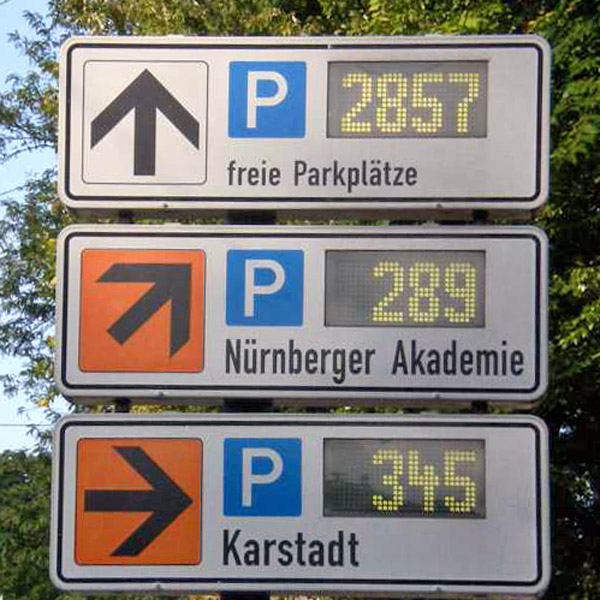 P 2857
freie Parkplätze
P 289
Nürnberger Akademie
P 345
Karstadt